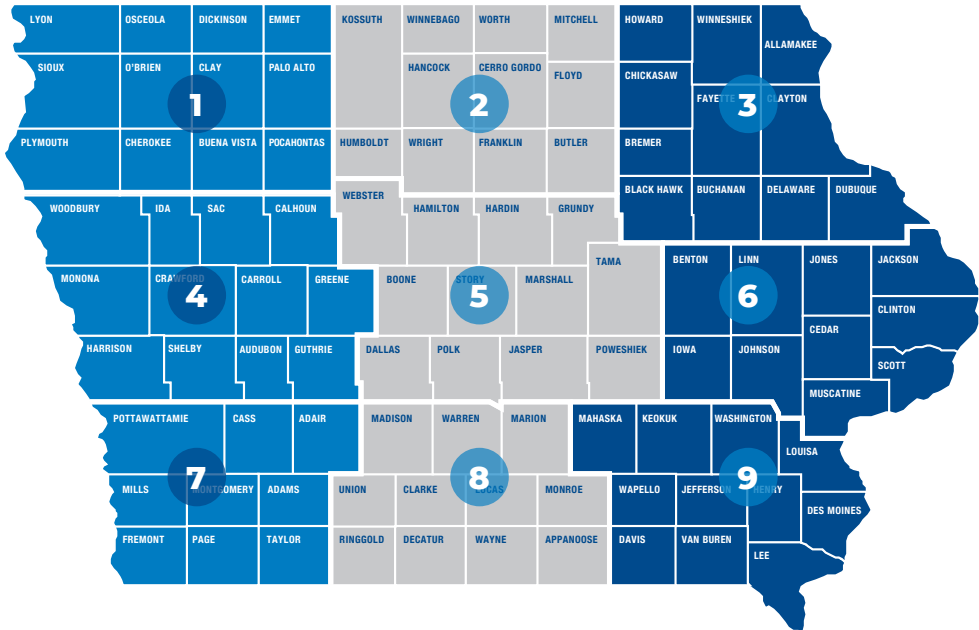 LYON
OSCEOLA
DICKINSON
EMMET
KOSSUTH
WINNEBAGO
WORTH
MITCHELL
HOWARD
WINNESHIEK
ALLAMAKEE
SIOUX
O'BRIEN
CLAY
PALO ALTO
HANCOCK
CERRO GORDO
FLOYD
CHICKASAW
FAYETTE
CLAYTON
1
2
3
PLYMOUTH
CHEROKEE
BUENA VISTA
POCAHONTAS
HUMBOLDT
WRIGHT
FRANKLIN
BUTLER
BREMER
WEBSTER
BLACK HAWK
BUCHANAN
DELAWARE
DUBUQUE
WOODBURY
IDA
SAC
CALHOUN
HAMILTON
HARDIN
GRUNDY
TAMA
BENTON
LINN
JONES
JACKSON
MONONA
CRAWFORD
CARROLL
GREENE
BOONE
STORY
MARSHALL
4
5
6
CLINTON
CEDAR
HARRISON
SHELBY
AUDUBON
GUTHRIE
DALLAS
POLK
JASPER
POWESHIEK
IOWA
JOHNSON
SCOTT
MUSCATINE
POTTAWATTAMIE
CASS
ADAIR
MADISON
WARREN
MARION
MAHASKA
KEOKUK
WASHINGTON
LOUISA
7
8
9
MILLS
MONTGOMERY
ADAMS
UNION
CLARKE
LUCAS
MONROE
WAPELLO
JEFFERSON
HENRY
DES MOINES
FREMONT
PAGE
TAYLOR
RINGGOLD
DECATUR
WAYNE
APPANOOSE
DAVIS
VAN BUREN
LEE